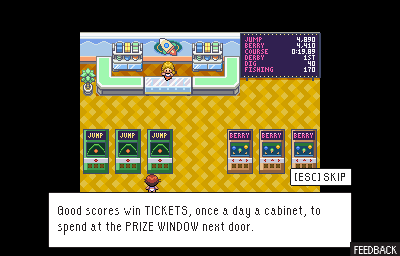 JUMP 4,890
BERRY 4,410
COURSE 0:19.89
DERBY 1ST
DIG 40
FISHING 170
JUMP JUMP JUMP BERRY BERRY BERRY
[ESC] SKIP
Good scores win TICKETS, once a day a cabinet, to
spend at the PRIZE WINDOW next door.
FEEDBACK